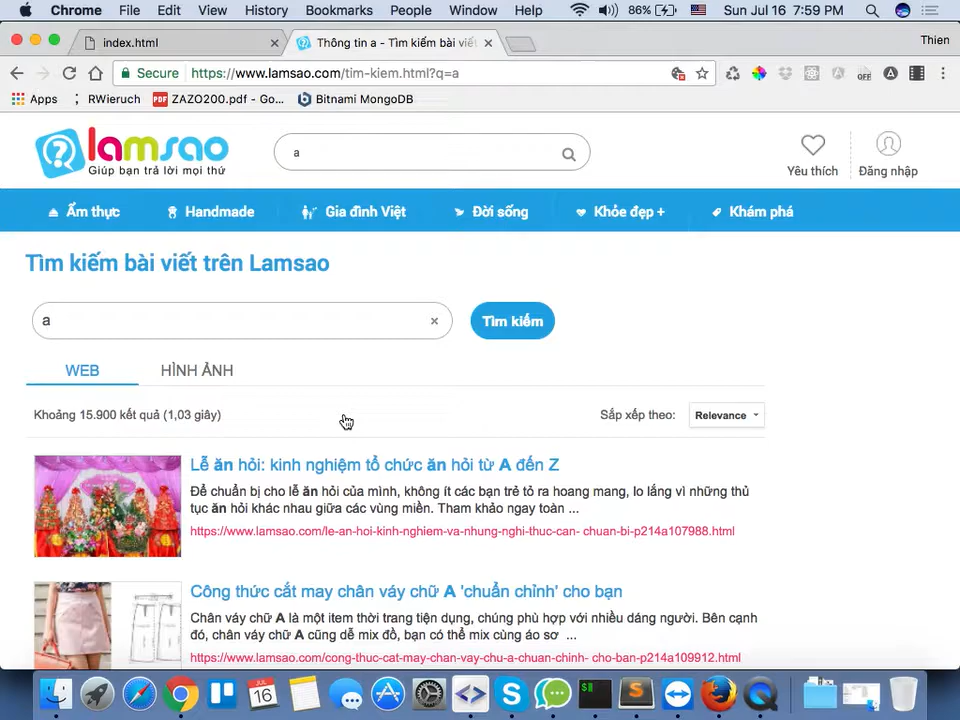 Chrome File Edit View History Bookmarks People Window Help 86% Sun Jul 16 7:59 PM
index.html Thông tin a - Tìm kiếm bài viết Thien
Secure https://www.lamsao.com/tim-kiem.html?q=a OFF
Apps RWieruch PDF ZAZO200.pdf - Go... Bitnami MongoDB
lamsao
Giúp bạn trả lời mọi thứ
a
Yêu thích Đăng nhập
Ẩm thực Handmade Gia đình Việt Đời sống Khỏe đẹp + Khám phá
Tìm kiếm bài viết trên Lamsao
a × Tìm kiếm
WEB HÌNH ẢNH
Khoảng 15.900 kết quả (1,03 giây) Sắp xếp theo: Relevance
Lễ ăn hỏi: kinh nghiệm tổ chức ăn hỏi từ A đến Z
Để chuẩn bị cho lễ ăn hỏi của mình, không ít các bạn trẻ tỏ ra hoang mang, lo lắng vì những thủ
tục ăn hỏi khác nhau giữa các vùng miền. Tham khảo ngay toàn ...
https://www.lamsao.com/le-an-hoi-kinh-nghiem-va-nhung-nghi-thuc-can- chuan-bi-p214a107988.html
Công thức cắt may chân váy chữ A 'chuẩn chỉnh' cho bạn
Chân váy chữ A là một item thời trang tiện dụng, chúng phù hợp với nhiều dáng người. Bên cạnh
đó, chân váy chữ A cũng dễ mix đồ, bạn có thể mix cùng áo sơ ...
https://www.lamsao.com/cong-thuc-cat-may-chan-vay-chu-a-chuan-chinh- cho-ban-p214a109912.html
16